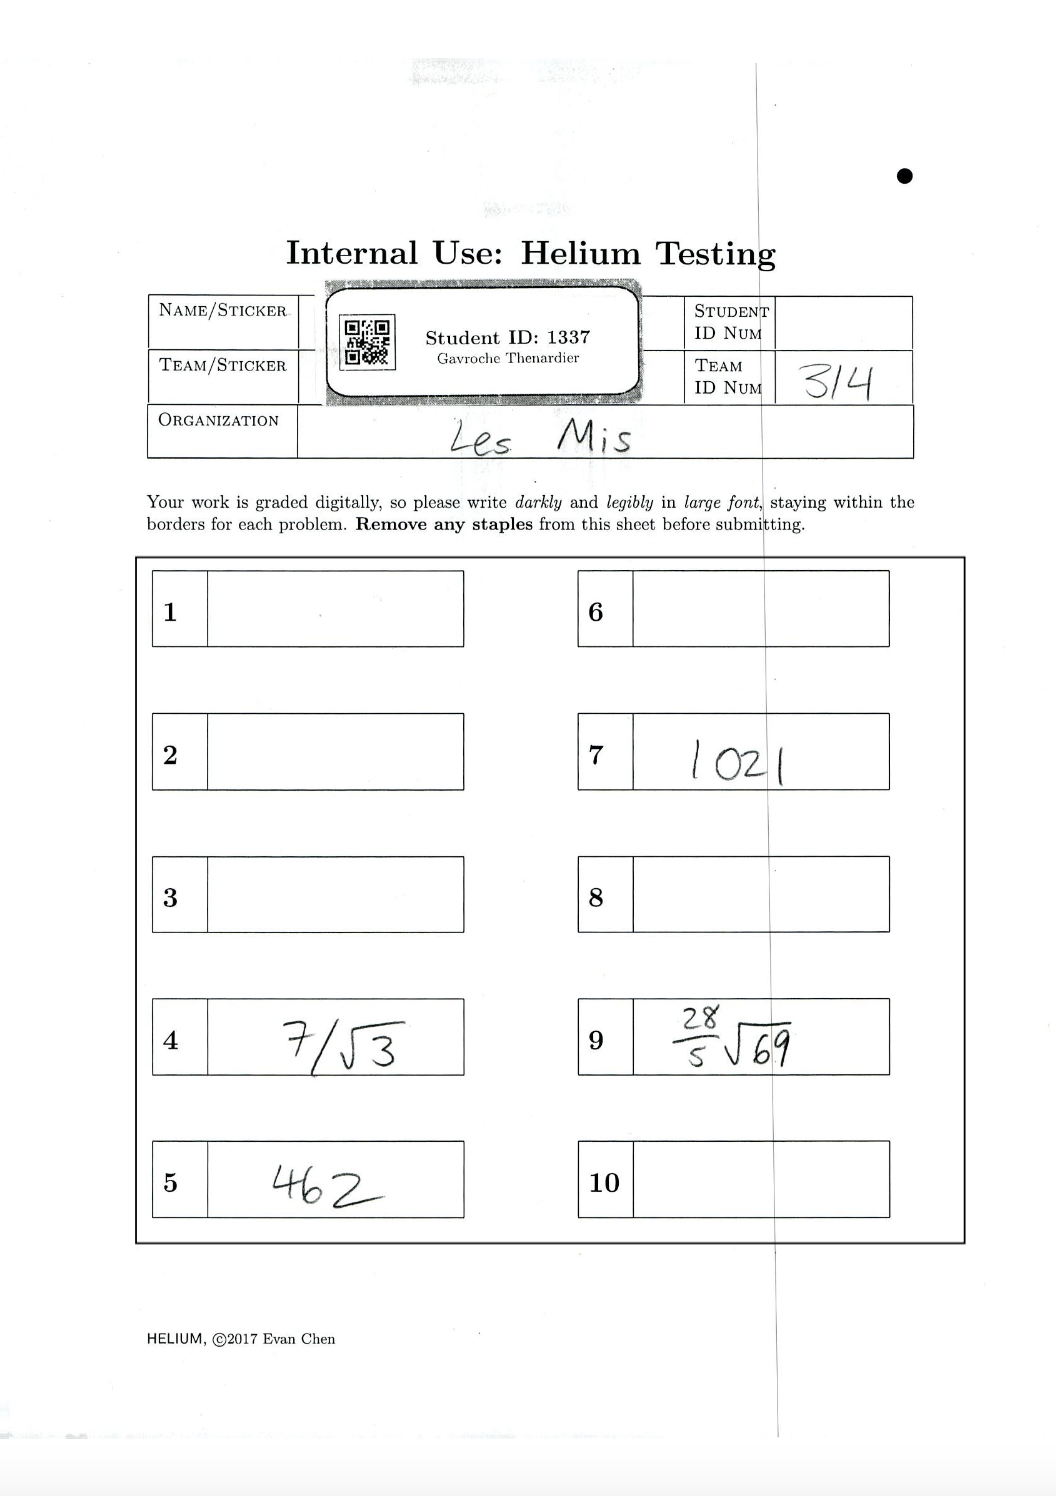 Internal Use: Helium Testing
NAME/STICKER
Student ID: 1337
Gavroche Thenardier
STUDENT
ID NUM
TEAM/STICKER
TEAM
ID NUM
314
ORGANIZATION
Les Mis
Your work is graded digitally, so please write darkly and legibly in large font, staying within the
borders for each problem. Remove any staples from this sheet before submitting.
1
2
3
4
7/√3
5
462
6
7
1021
8
9
28/5 √69
10
HELIUM, ©2017 Evan Chen